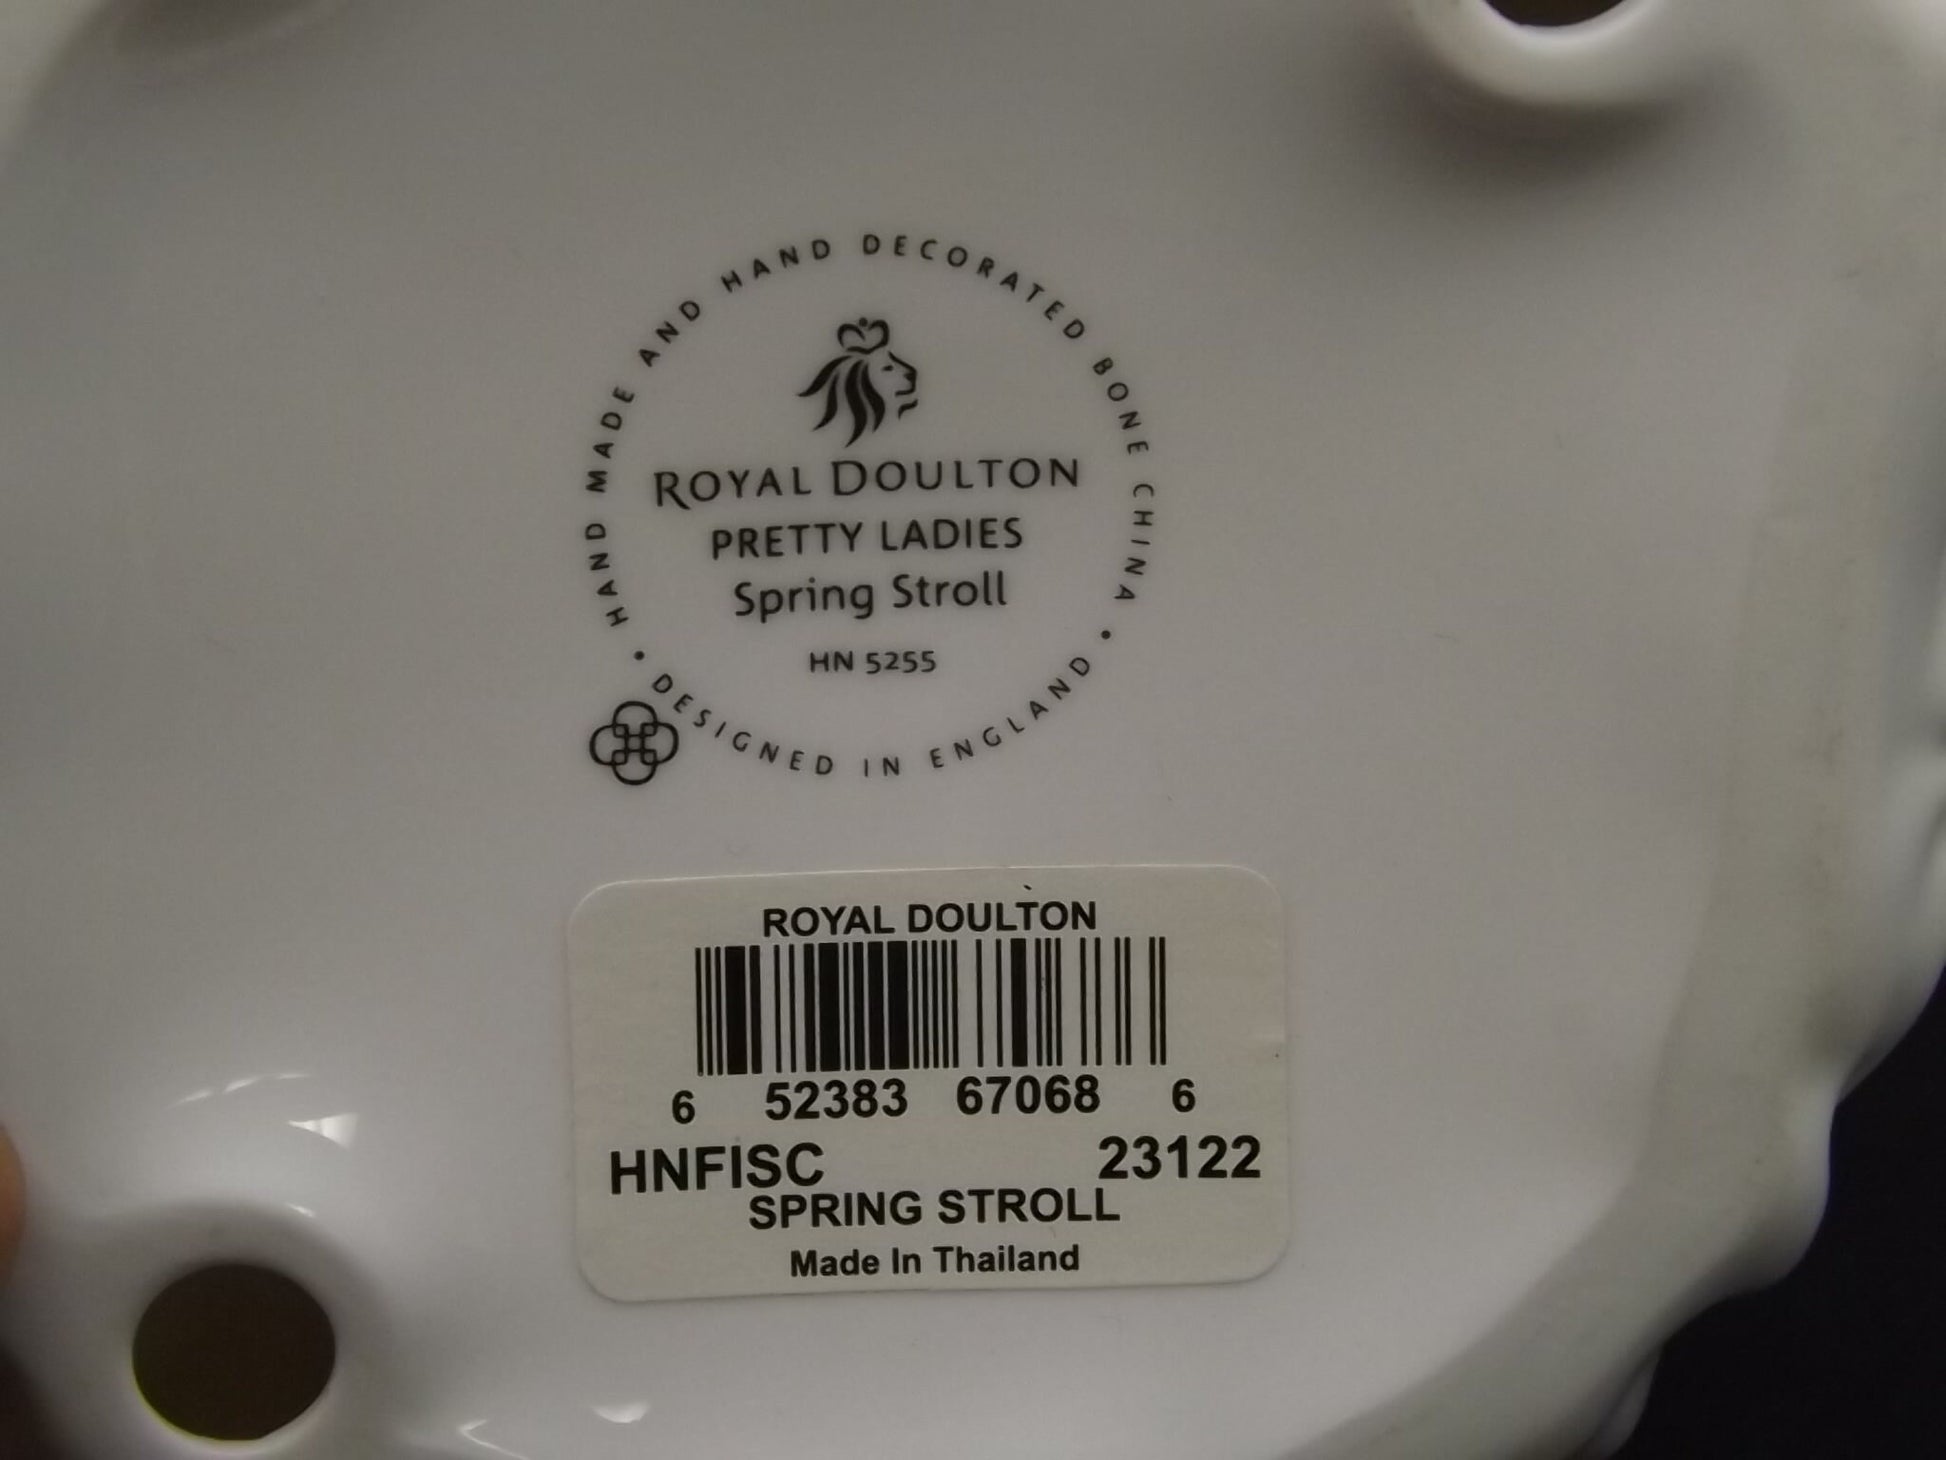 HAND MADE AND HAND DECORATED BONE CHINA •
ROYAL DOULTON
PRETTY LADIES
Spring Stroll
HN 5255
• DESIGNED IN ENGLAND
ROYAL DOULTON
6 52383 67068 6
HNFISC 23122
SPRING STROLL
Made In Thailand